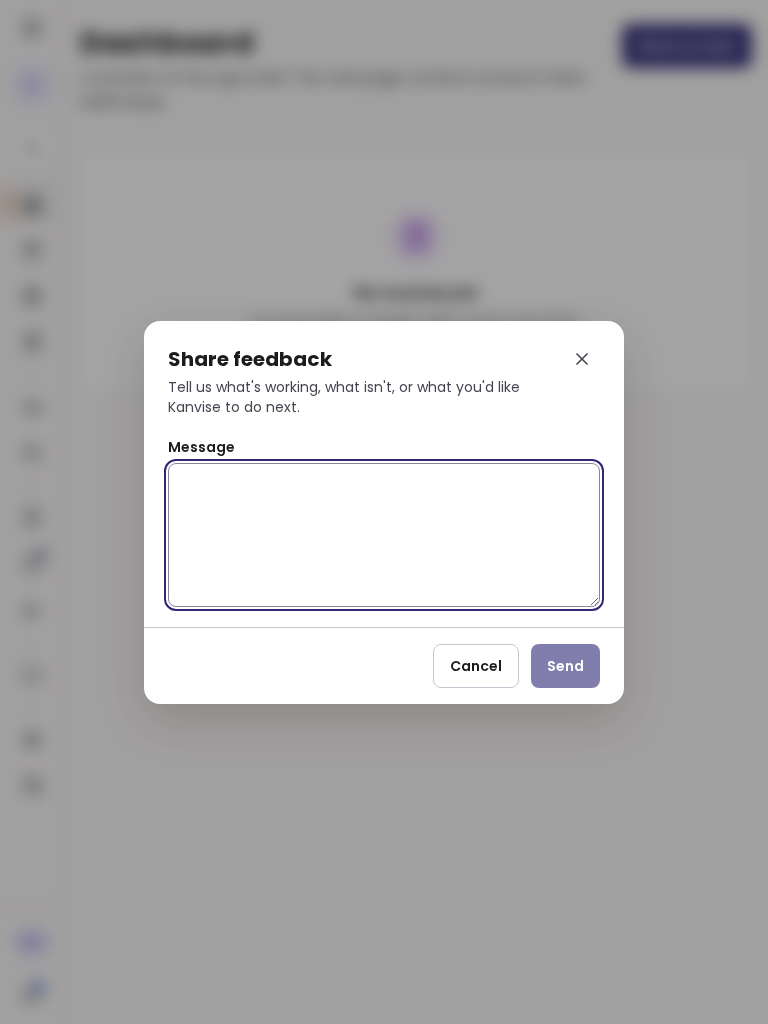 Dashboard
Share feedback
Tell us what's working, what isn't, or what you'd like
Kanvise to do next.
Message
Cancel
Send